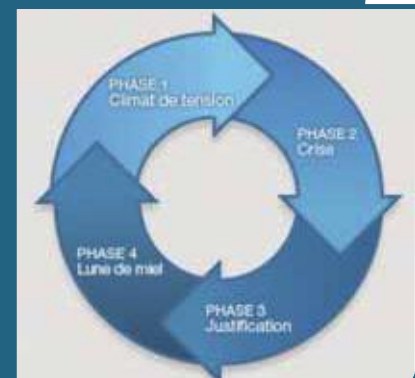 PHASE 1
Climat de tension
PHASE 2
Crise
PHASE 3
Justification
PHASE 4
Lune de miel